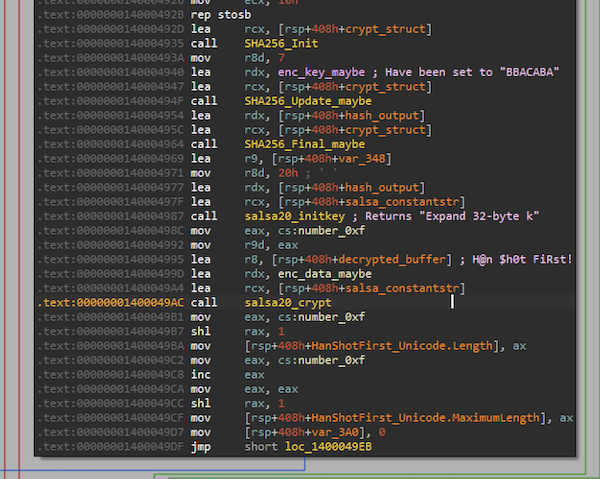 .text:0000000140004926 mov ecx, 10h
.text:000000014000492B rep stosb
.text:000000014000492D lea rcx, [rsp+408h+crypt_struct]
.text:0000000140004935 call SHA256_Init
.text:000000014000493A mov r8d, 7
.text:0000000140004940 lea rdx, enc_key_maybe ; Have been set to "BBACABA"
.text:0000000140004947 lea rcx, [rsp+408h+crypt_struct]
.text:000000014000494F call SHA256_Update_maybe
.text:0000000140004954 lea rdx, [rsp+408h+hash_output]
.text:000000014000495C lea rcx, [rsp+408h+crypt_struct]
.text:0000000140004964 call SHA256_Final_maybe
.text:0000000140004969 lea r9, [rsp+408h+var_348]
.text:0000000140004971 mov r8d, 20h ; ' '
.text:0000000140004977 lea rdx, [rsp+408h+hash_output]
.text:000000014000497F lea rcx, [rsp+408h+salsa_constantstr]
.text:0000000140004987 call salsa20_initkey ; Returns "Expand 32-byte k"
.text:000000014000498C mov eax, cs:number_0xf
.text:0000000140004992 mov r9d, eax
.text:0000000140004995 lea r8, [rsp+408h+decrypted_buffer] ; H@n $h0t FiRst!
.text:000000014000499D lea rdx, enc_data_maybe
.text:00000001400049A4 lea rcx, [rsp+408h+salsa_constantstr]
.text:00000001400049AC call salsa20_crypt
.text:00000001400049B1 mov eax, cs:number_0xf
.text:00000001400049B7 shl rax, 1
.text:00000001400049BA mov [rsp+408h+HanShotFirst_Unicode.Length], ax
.text:00000001400049C2 mov eax, cs:number_0xf
.text:00000001400049C8 inc eax
.text:00000001400049CA mov eax, eax
.text:00000001400049CC shl rax, 1
.text:00000001400049CF mov [rsp+408h+HanShotFirst_Unicode.MaximumLength], ax
.text:00000001400049D7 mov [rsp+408h+var_3A0], 0
.text:00000001400049DF jmp short loc_1400049EB